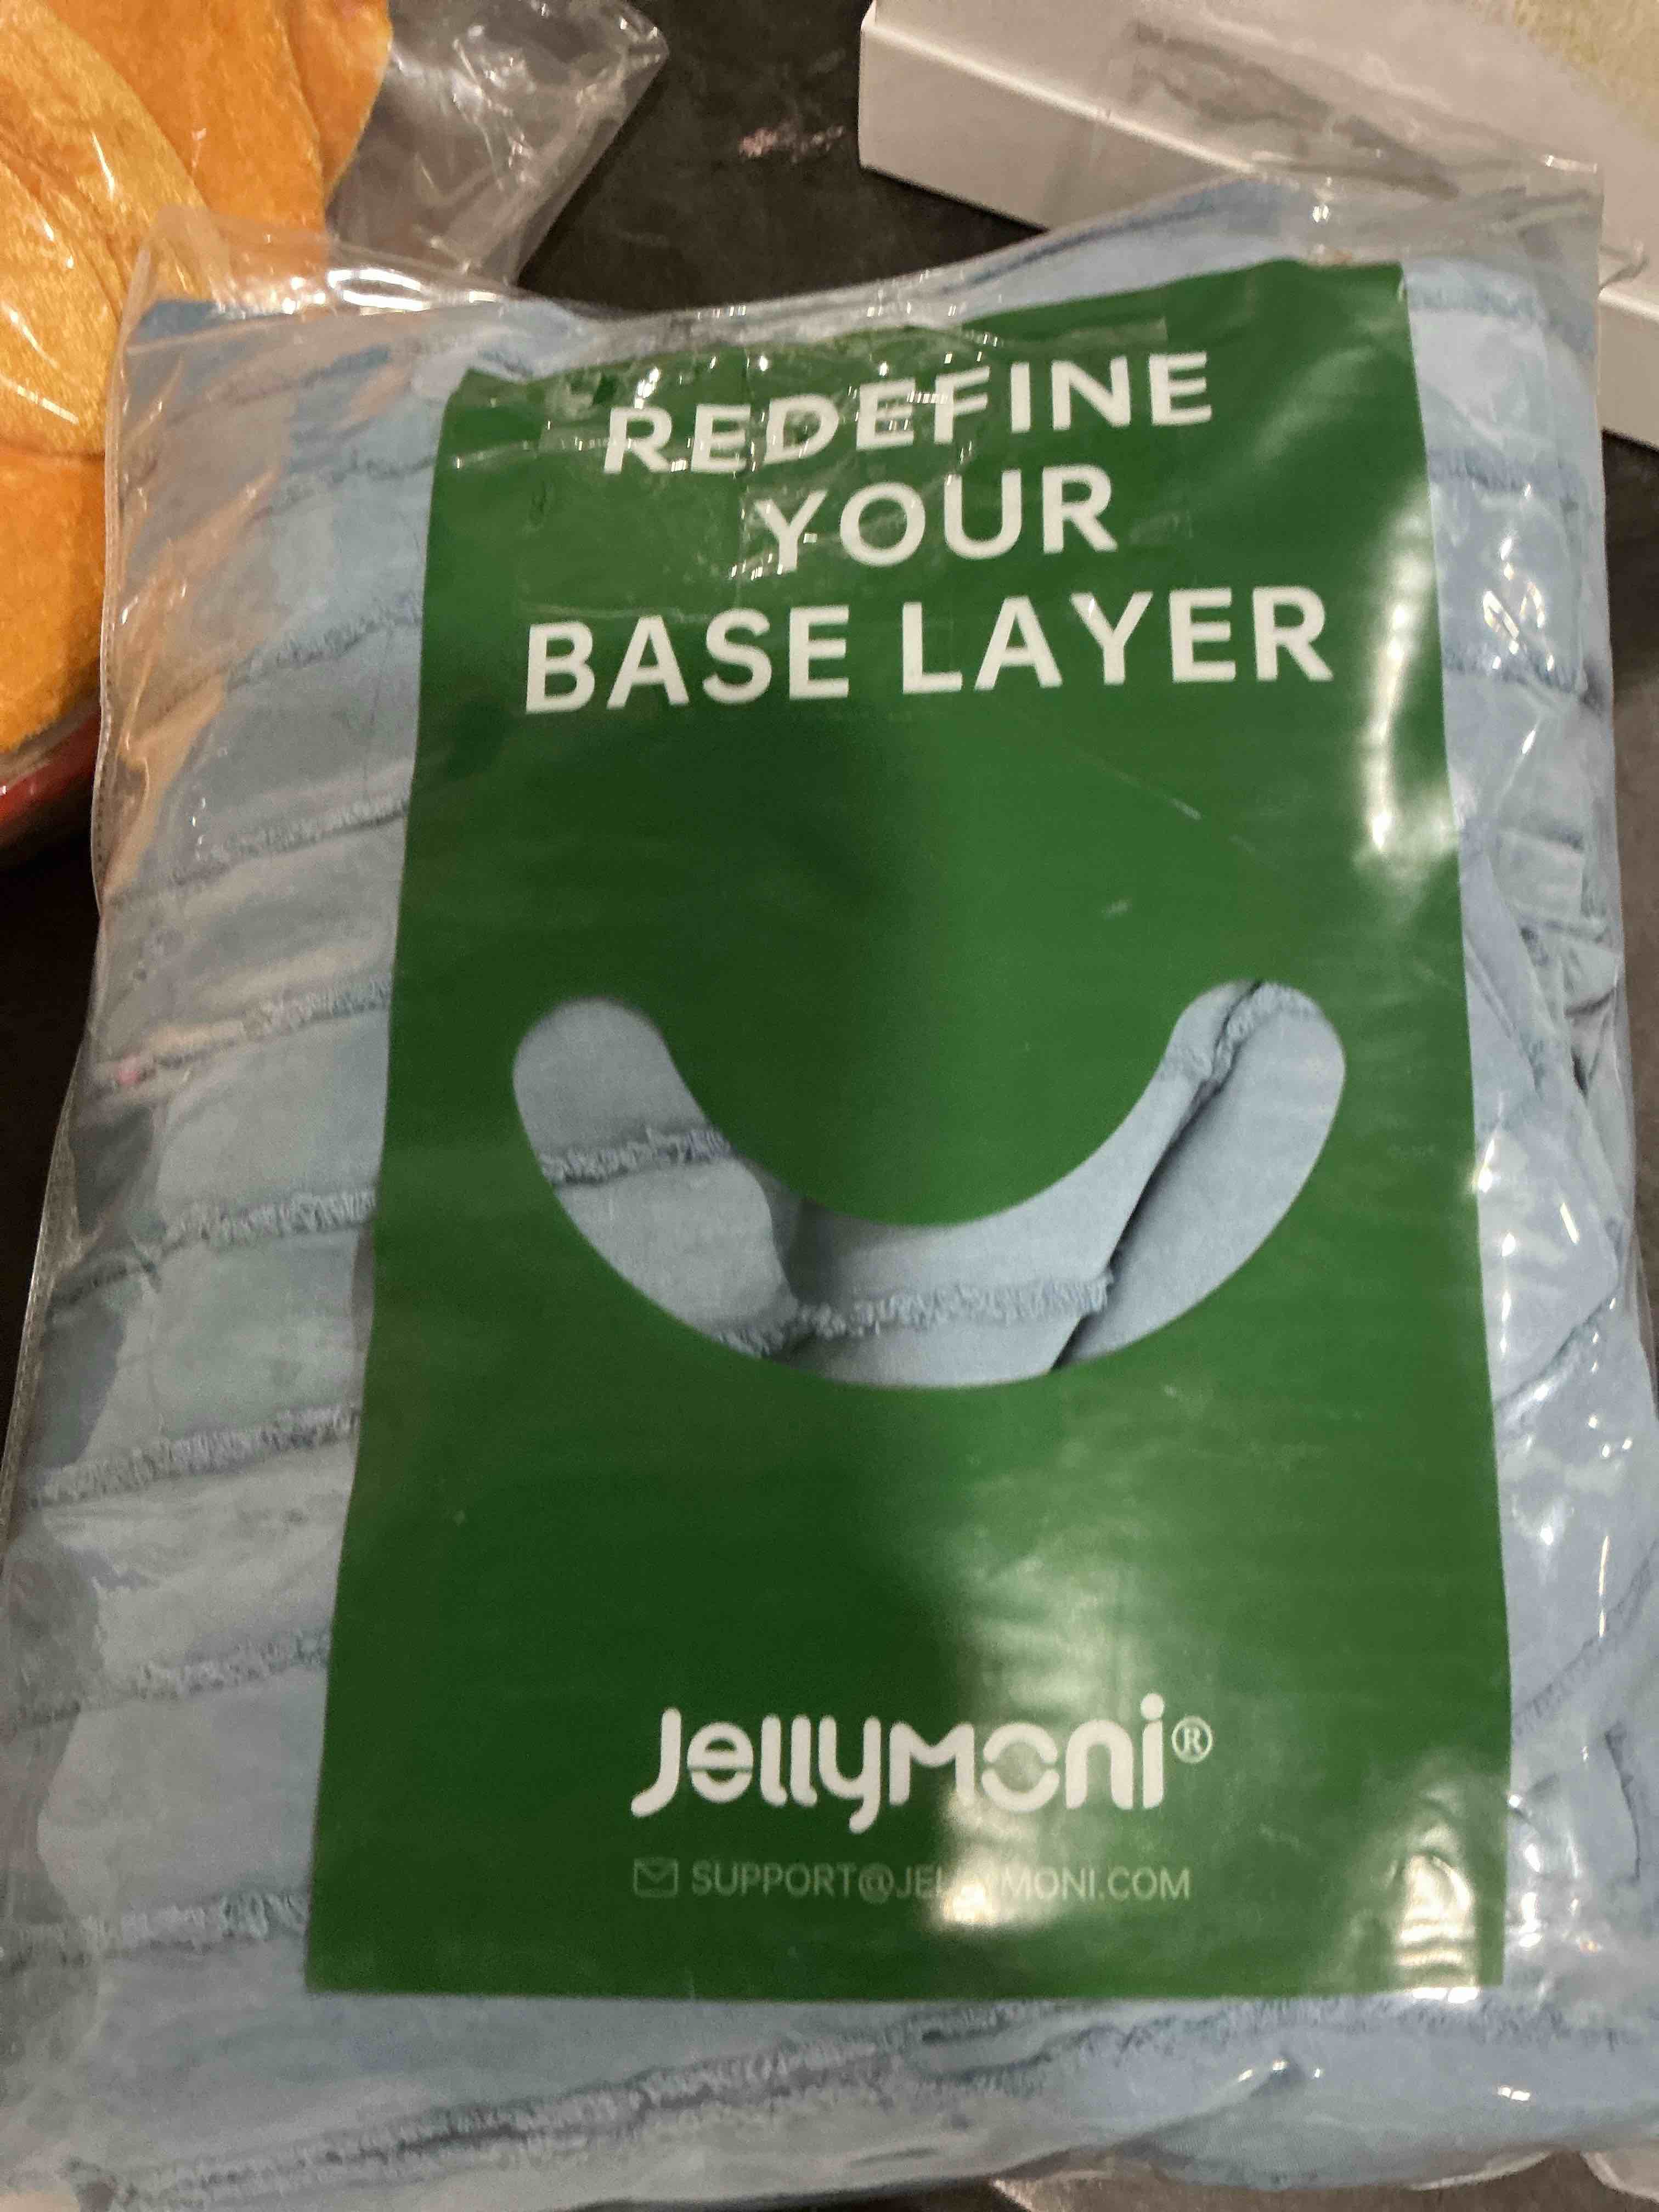 REDEFINE
YOUR
BASE LAYER
JellyMoni®
SUPPORT@JELLYMONI.COM